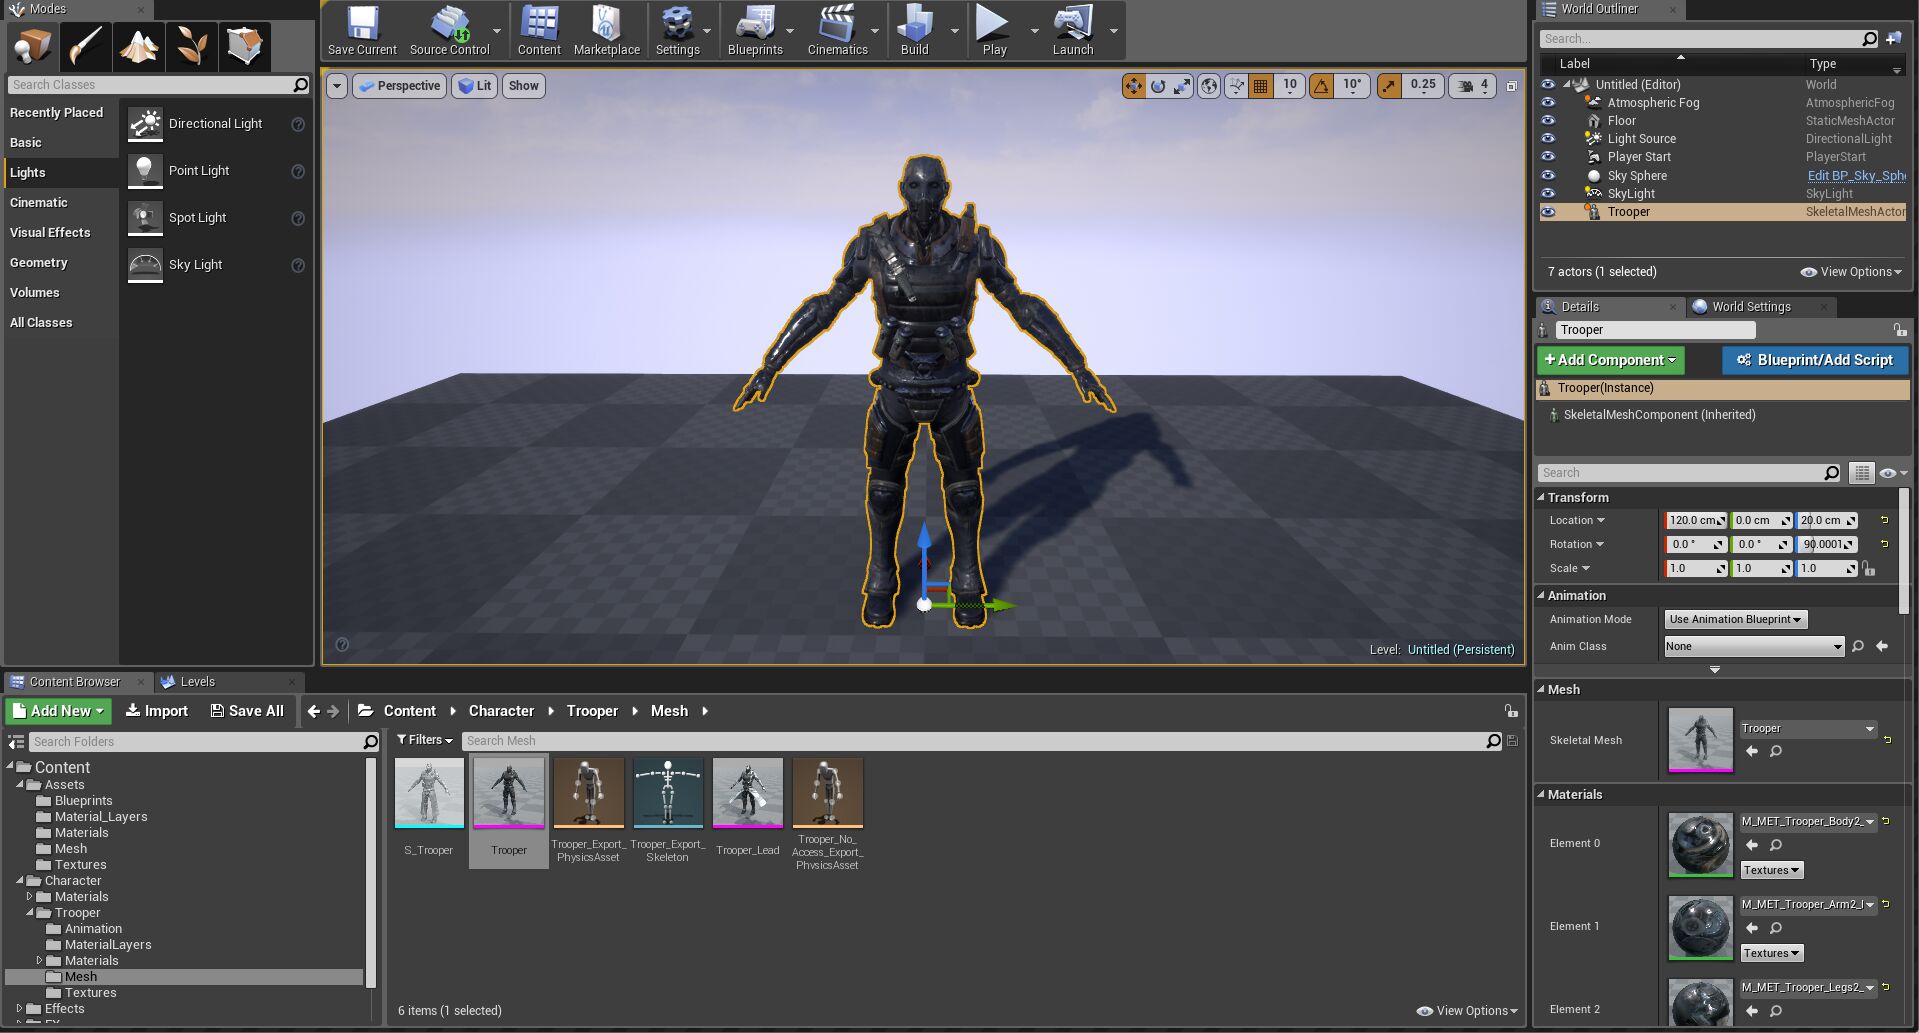 Modes
Save Current
Source Control
Content
Marketplace
Settings
Blueprints
Cinematics
Build
Play
Launch
Search Classes
Recently Placed
Basic
Lights
Cinematic
Visual Effects
Geometry
Volumes
All Classes
Directional Light
Point Light
Spot Light
Sky Light
Perspective
Lit
Show
10
10°
0.25
4
Level: Untitled (Persistent)
World Outliner
Search...
Label Type
Untitled (Editor) World
Atmospheric Fog AtmosphericFog
Floor StaticMeshActor
Light Source DirectionalLight
Player Start PlayerStart
Sky Sphere Edit BP_Sky_Sph
SkyLight SkyLight
Trooper SkeletalMeshActor
7 actors (1 selected) View Options
Details World Settings
Trooper
+Add Component Blueprint/Add Script
Trooper(Instance)
SkeletalMeshComponent (Inherited)
Search
Transform
Location 120.0 cm 0.0 cm 20.0 cm
Rotation 0.0 ° 0.0 ° 90.0001
Scale 1.0 1.0 1.0
Animation
Animation Mode Use Animation Blueprint
Anim Class None
Mesh
Skeletal Mesh Trooper
Materials
Element 0 M_MET_Trooper_Body2_
Textures
Element 1 M_MET_Trooper_Arm2_
Textures
Element 2 M_MET_Trooper_Legs2_
Content Browser Levels
Add New Import Save All Content Character Trooper Mesh
Search Folders
Content
Assets
Blueprints
Material_Layers
Materials
Mesh
Textures
Character
Materials
Trooper
Animation
MaterialLayers
Materials
Mesh
Textures
Effects
Filters Search Mesh
S_Trooper
Trooper
Trooper_Export_
PhysicsAsset
Trooper_Export_
Skeleton
Trooper_Lead
Trooper_No_
Access_Export_
PhysicsAsset
6 items (1 selected) View Options